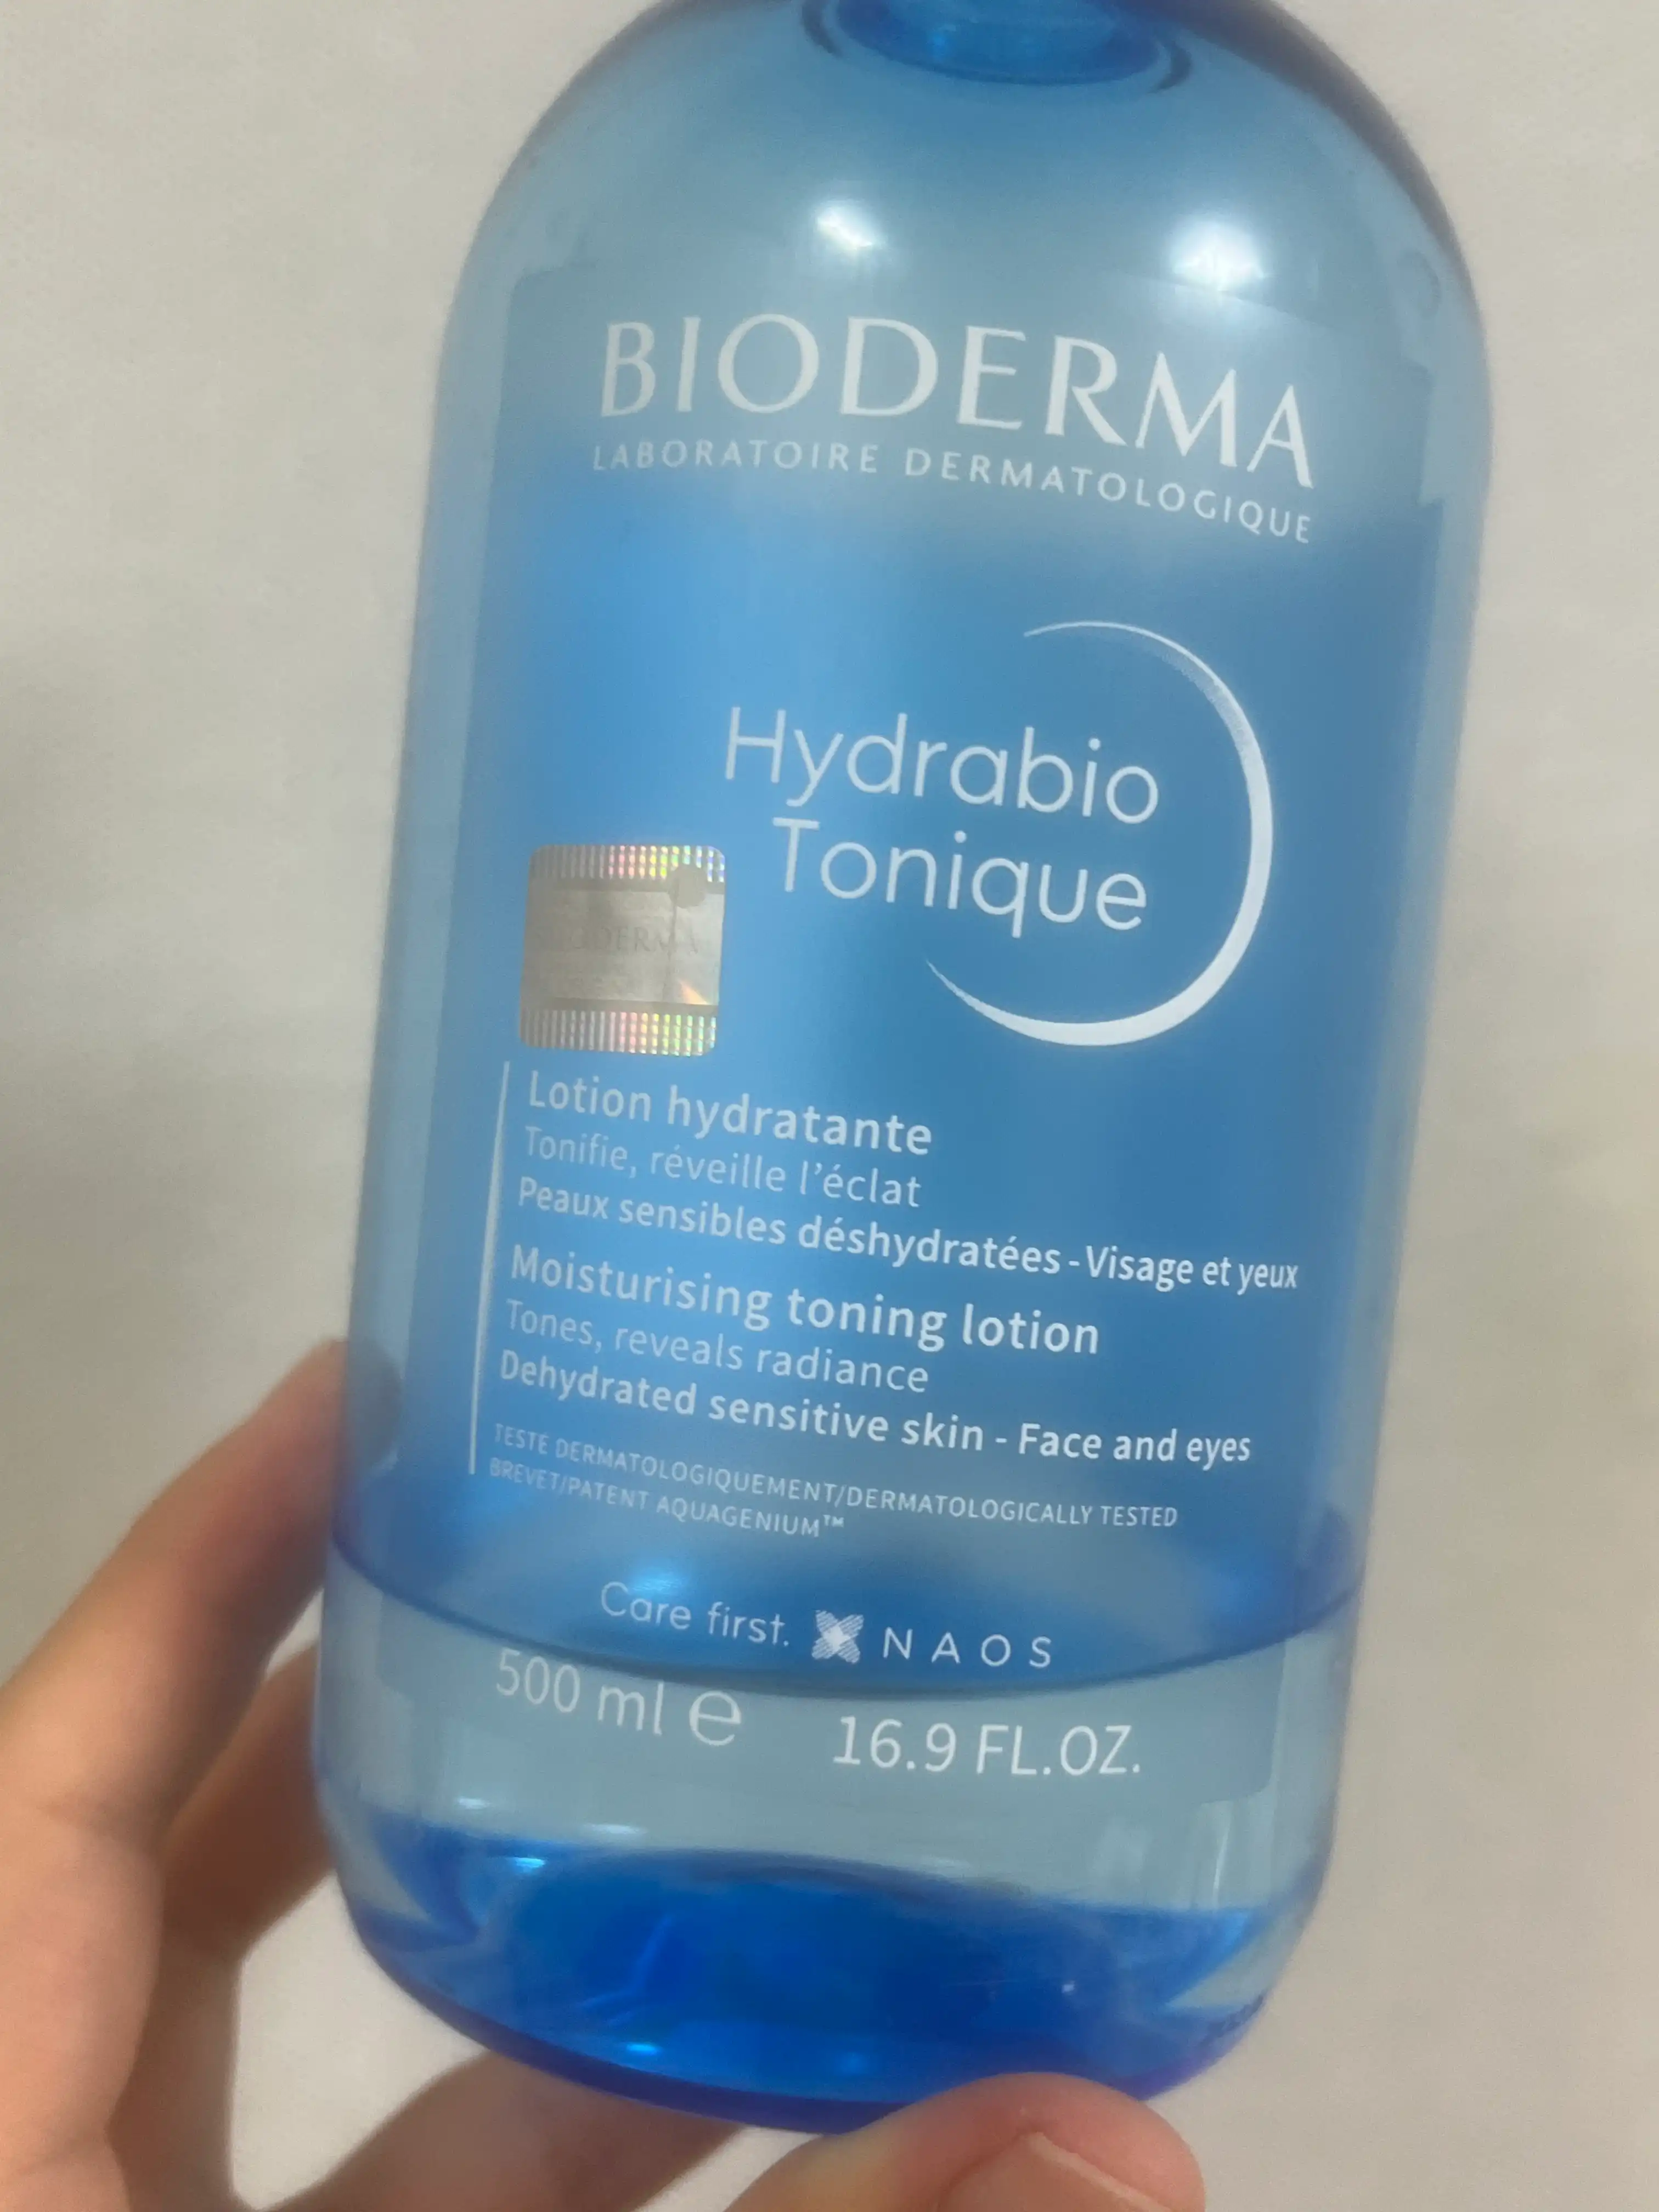 BIODERMA
LABORATOIRE DERMATOLOGIQUE
Hydrabio
Tonique
BIODERMA
Lotion hydratante
Tonifie, réveille l'éclat
Peaux sensibles déshydratées - Visage et yeux
Moisturising toning lotion
Tones, reveals radiance
Dehydrated sensitive skin - Face and eyes
TESTÉ DERMATOLOGIQUEMENT/DERMATOLOGICALLY TESTED
BREVET/PATENT AQUAGENIUM™
Care first. NAOS
500 ml ℮ 16.9 FL.OZ.